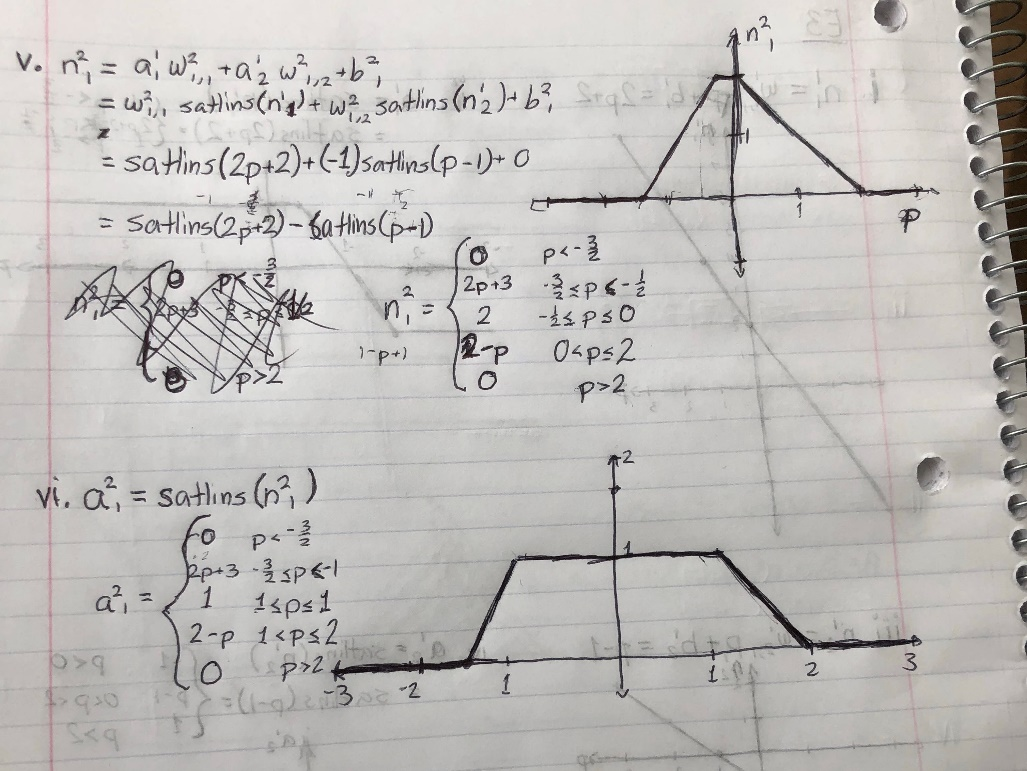 v. n²₁ = a¹₁ w²₁,₁ + a¹₂ w²₁,₂ + b²₁
= w²₁,₁ satlins(n¹₁) + w²₁,₂ satlins(n¹₂) + b²₁
= satlins(2p+2) + (-1)satlins(p-1) + 0
= satlins(2p+2) - satlins(p-1)
n²₁ = { 0 p < -3/2
2p+3 -3/2 ≤ p ≤ -1/2
2 -1/2 ≤ p ≤ 0
2-p 0 < p ≤ 2
0 p > 2
1-p+1
n²₁
1
1
p
vi. a²₁ = satlins(n²₁)
a²₁ = { 0 p < -3/2
2p+3 -3/2 ≤ p ≤ -1
1 1 ≤ p ≤ 1
2-p 1 < p ≤ 2
0 p > 2
2
1
-3 -2 1 1 2 3